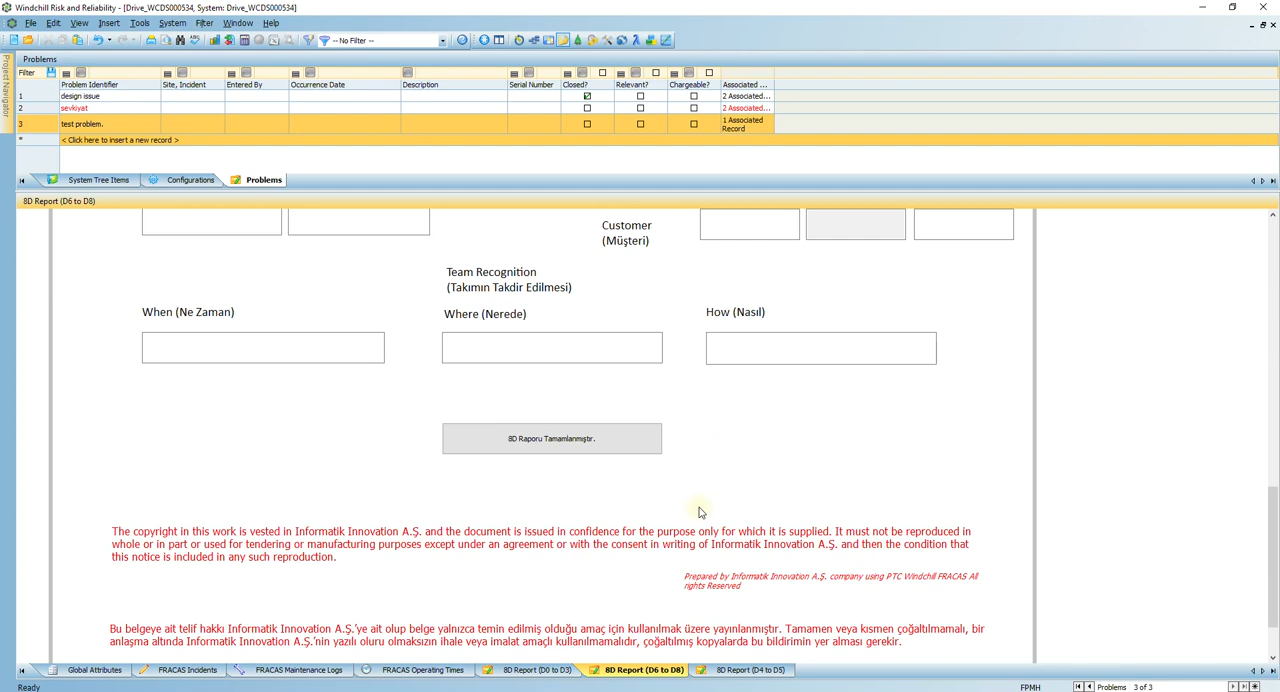 Windchill Risk and Reliability - [Drive_WCDS000534, System: Drive_WCDS000534]
File Edit View Insert Tools System Filter Window Help
-- No Filter --
Project Navigator
Problems
Filter
Problem Identifier Site, Incident Entered By Occurrence Date Description Serial Number Closed? Relevant? Chargeable? Associated ...
1 design issue 2 Associated...
2 sevkiyat 2 Associated...
3 test problem. 1 Associated Record
* < Click here to insert a new record >
System Tree Items Configurations Problems
8D Report (D6 to D8)
Customer
(Müşteri)
Team Recognition
(Takımın Takdir Edilmesi)
When (Ne Zaman) Where (Nerede) How (Nasıl)
8D Raporu Tamamlanmıştır.
The copyright in this work is vested in Informatik Innovation A.Ş. and the document is issued in confidence for the purpose only for which it is supplied. It must not be reproduced in
whole or in part or used for tendering or manufacturing purposes except under an agreement or with the consent in writing of Informatik Innovation A.Ş. and then the condition that
this notice is included in any such reproduction.
Prepared by Informatik Innovation A.Ş. company using PTC Windchill FRACAS All
rights Reserved
Bu belgeye ait telif hakkı Informatik Innovation A.Ş.'ye ait olup belge yalnızca temin edilmiş olduğu amaç için kullanılmak üzere yayınlanmıştır. Tamamen veya kısmen çoğaltılmamalı, bir
anlaşma altında Informatik Innovation A.Ş.'nin yazılı oluru olmaksızın ihale veya imalat amaçlı kullanılmamalıdır, çoğaltılmış kopyalarda bu bildirimin yer alması gerekir.
Global Attributes FRACAS Incidents FRACAS Maintenance Logs FRACAS Operating Times 8D Report (D0 to D3) 8D Report (D6 to D8) 8D Report (D4 to D5)
Ready FPMH Problems 3 of 3